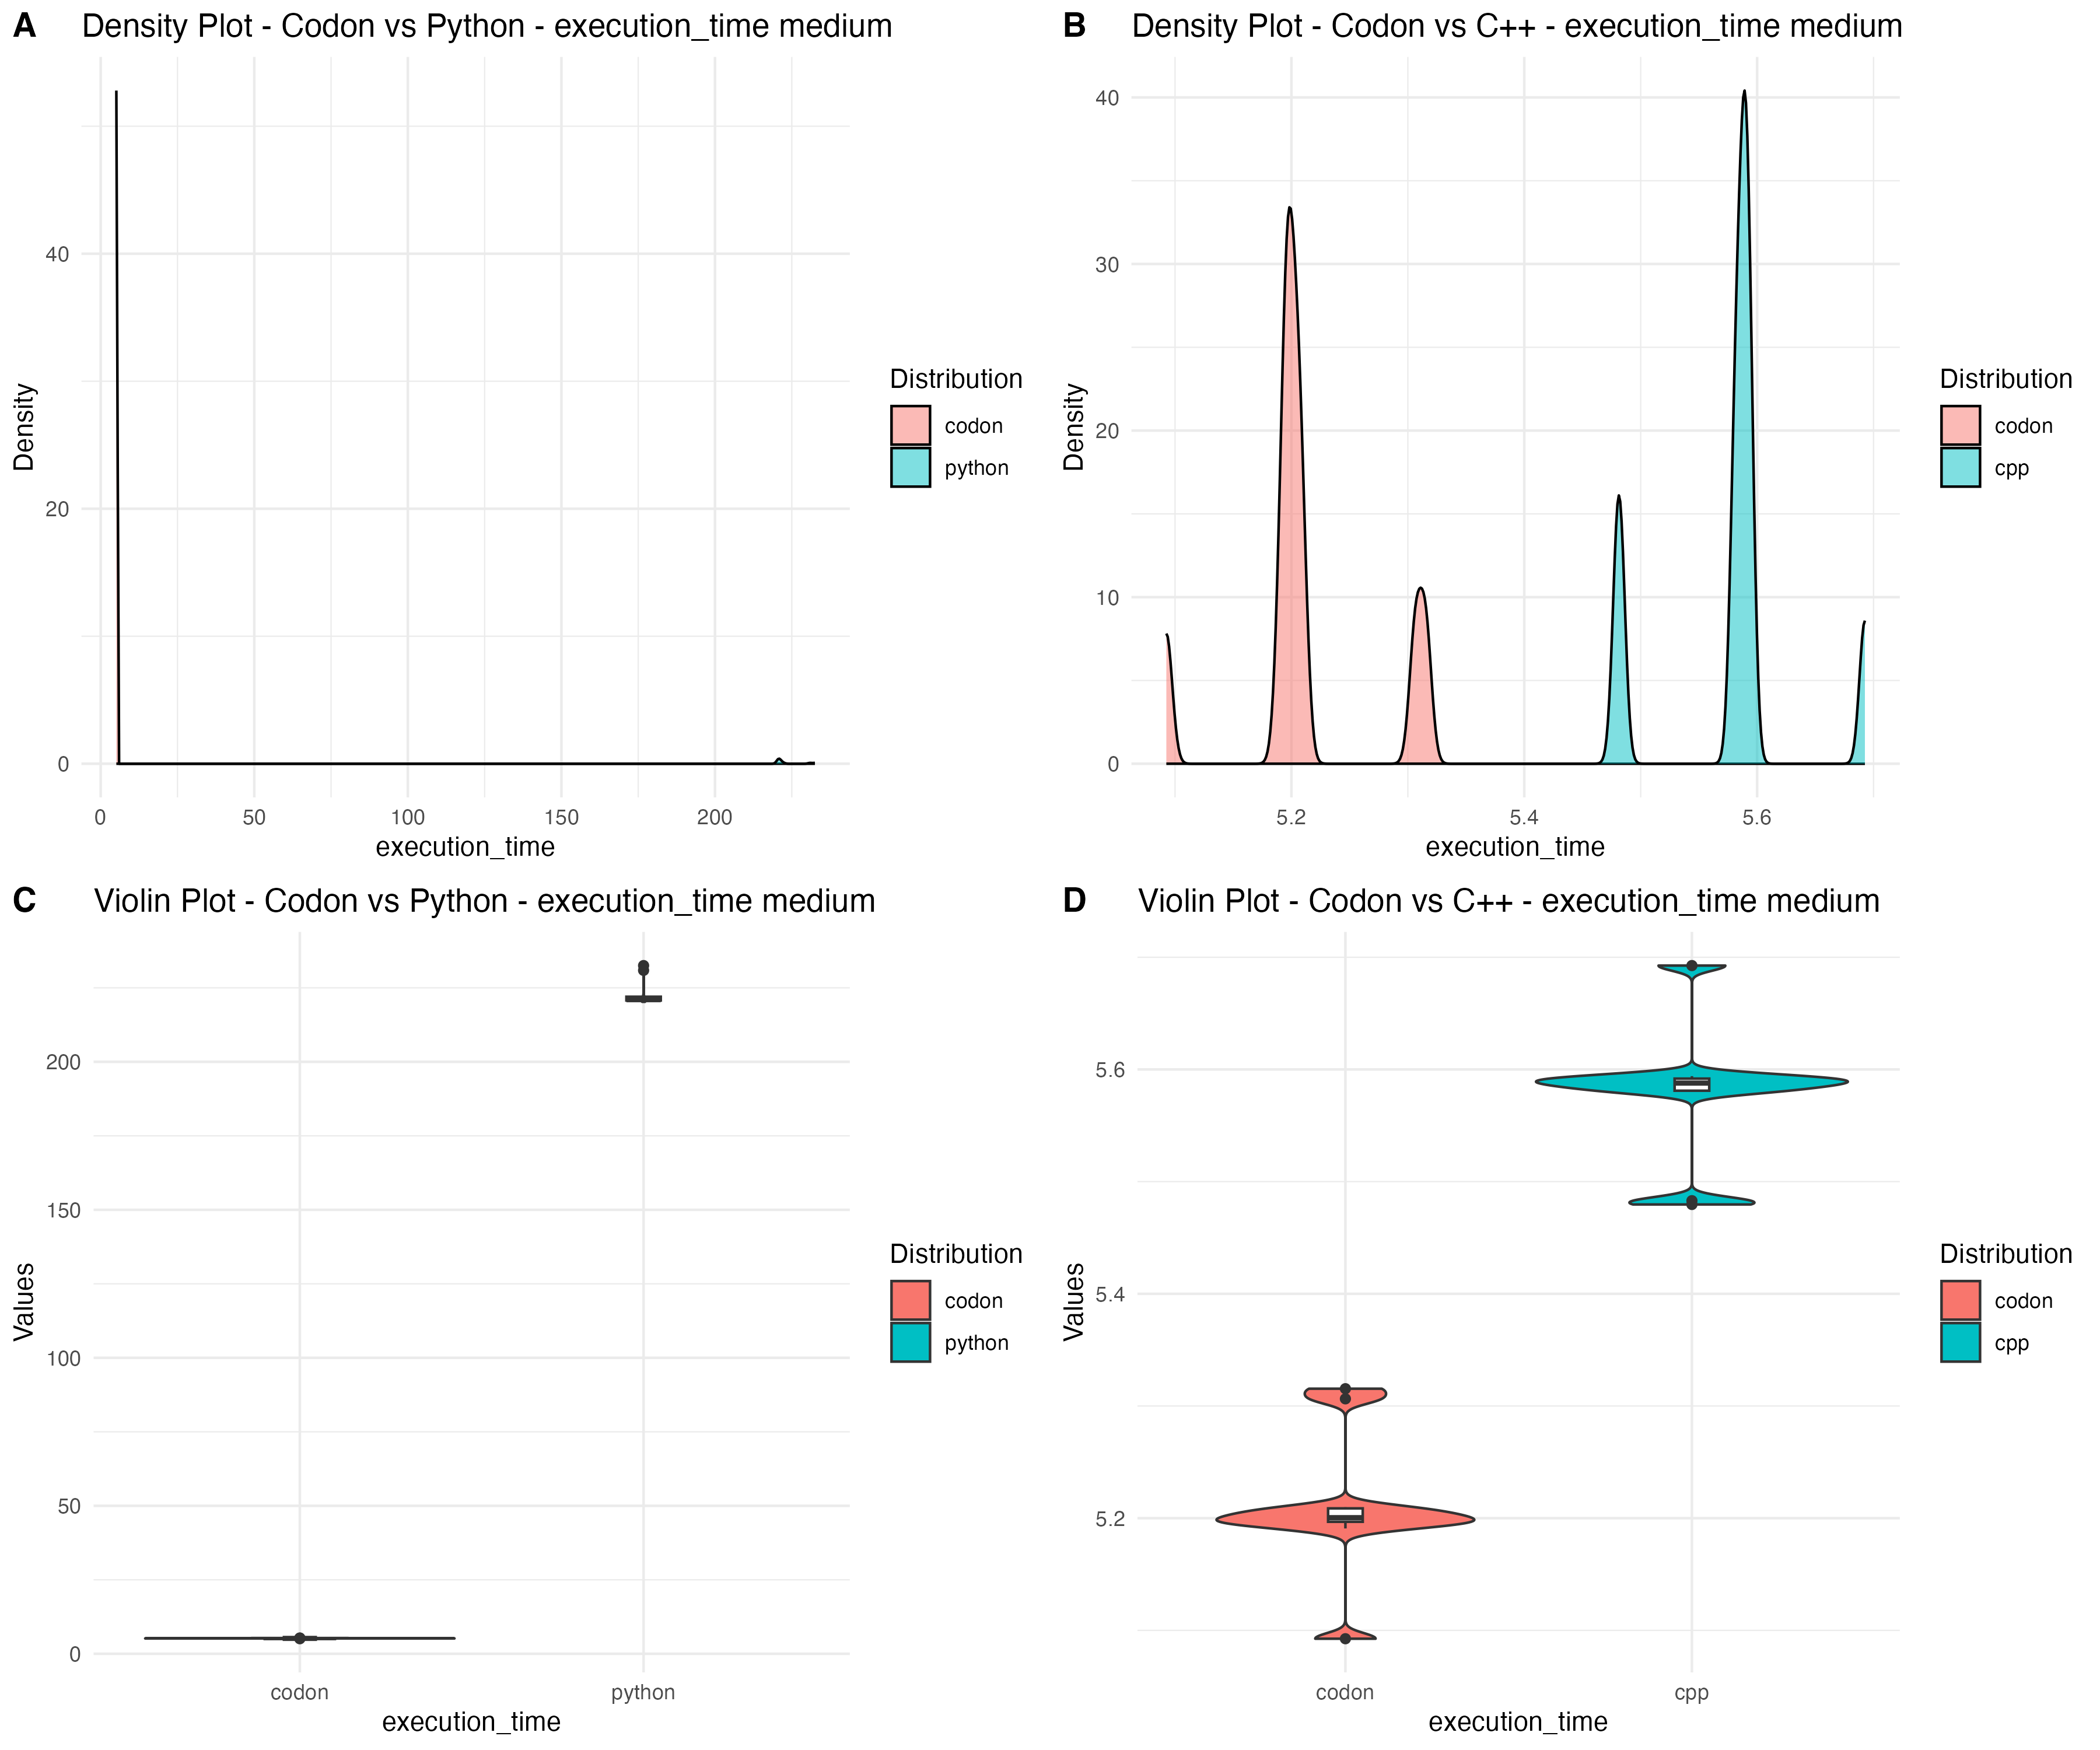 A
Density Plot - Codon vs Python - execution_time medium
Density
40
20
0
0 50 100 150 200
execution_time
Distribution
codon
python
B
Density Plot - Codon vs C++ - execution_time medium
Density
40
30
20
10
0
5.2 5.4 5.6
execution_time
Distribution
codon
cpp
C
Violin Plot - Codon vs Python - execution_time medium
Values
200
150
100
50
0
codon python
execution_time
Distribution
codon
python
D
Violin Plot - Codon vs C++ - execution_time medium
Values
5.6
5.4
5.2
codon cpp
execution_time
Distribution
codon
cpp